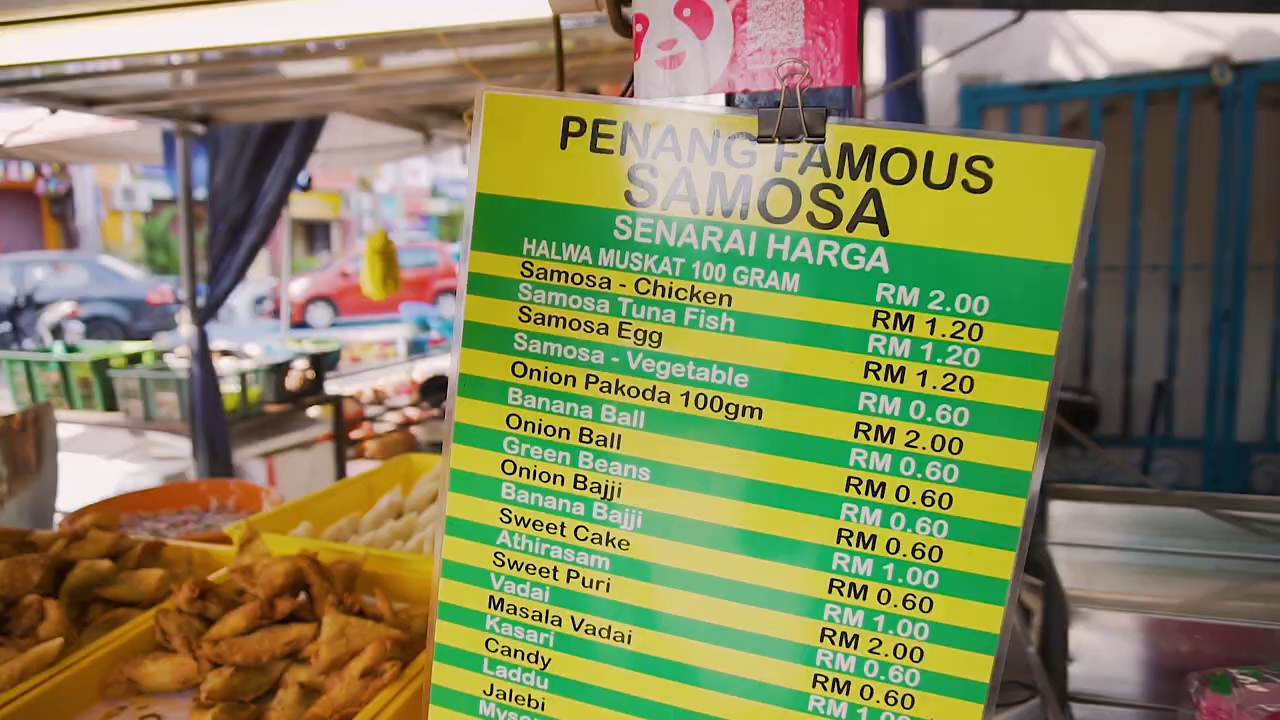 PENANG FAMOUS
SAMOSA
SENARAI HARGA
HALWA MUSKAT 100 GRAM RM 2.00
Samosa - Chicken RM 1.20
Samosa Tuna Fish RM 1.20
Samosa Egg RM 1.20
Samosa - Vegetable RM 0.60
Onion Pakoda 100gm RM 2.00
Banana Ball RM 0.60
Onion Ball RM 0.60
Green Beans RM 0.60
Onion Bajji RM 0.60
Banana Bajji RM 1.00
Sweet Cake RM 0.60
Athirasam RM 1.00
Sweet Puri RM 2.00
Vadai RM 0.60
Masala Vadai RM 0.60
Kasari RM 1.00
Candy
Laddu
Jalebi